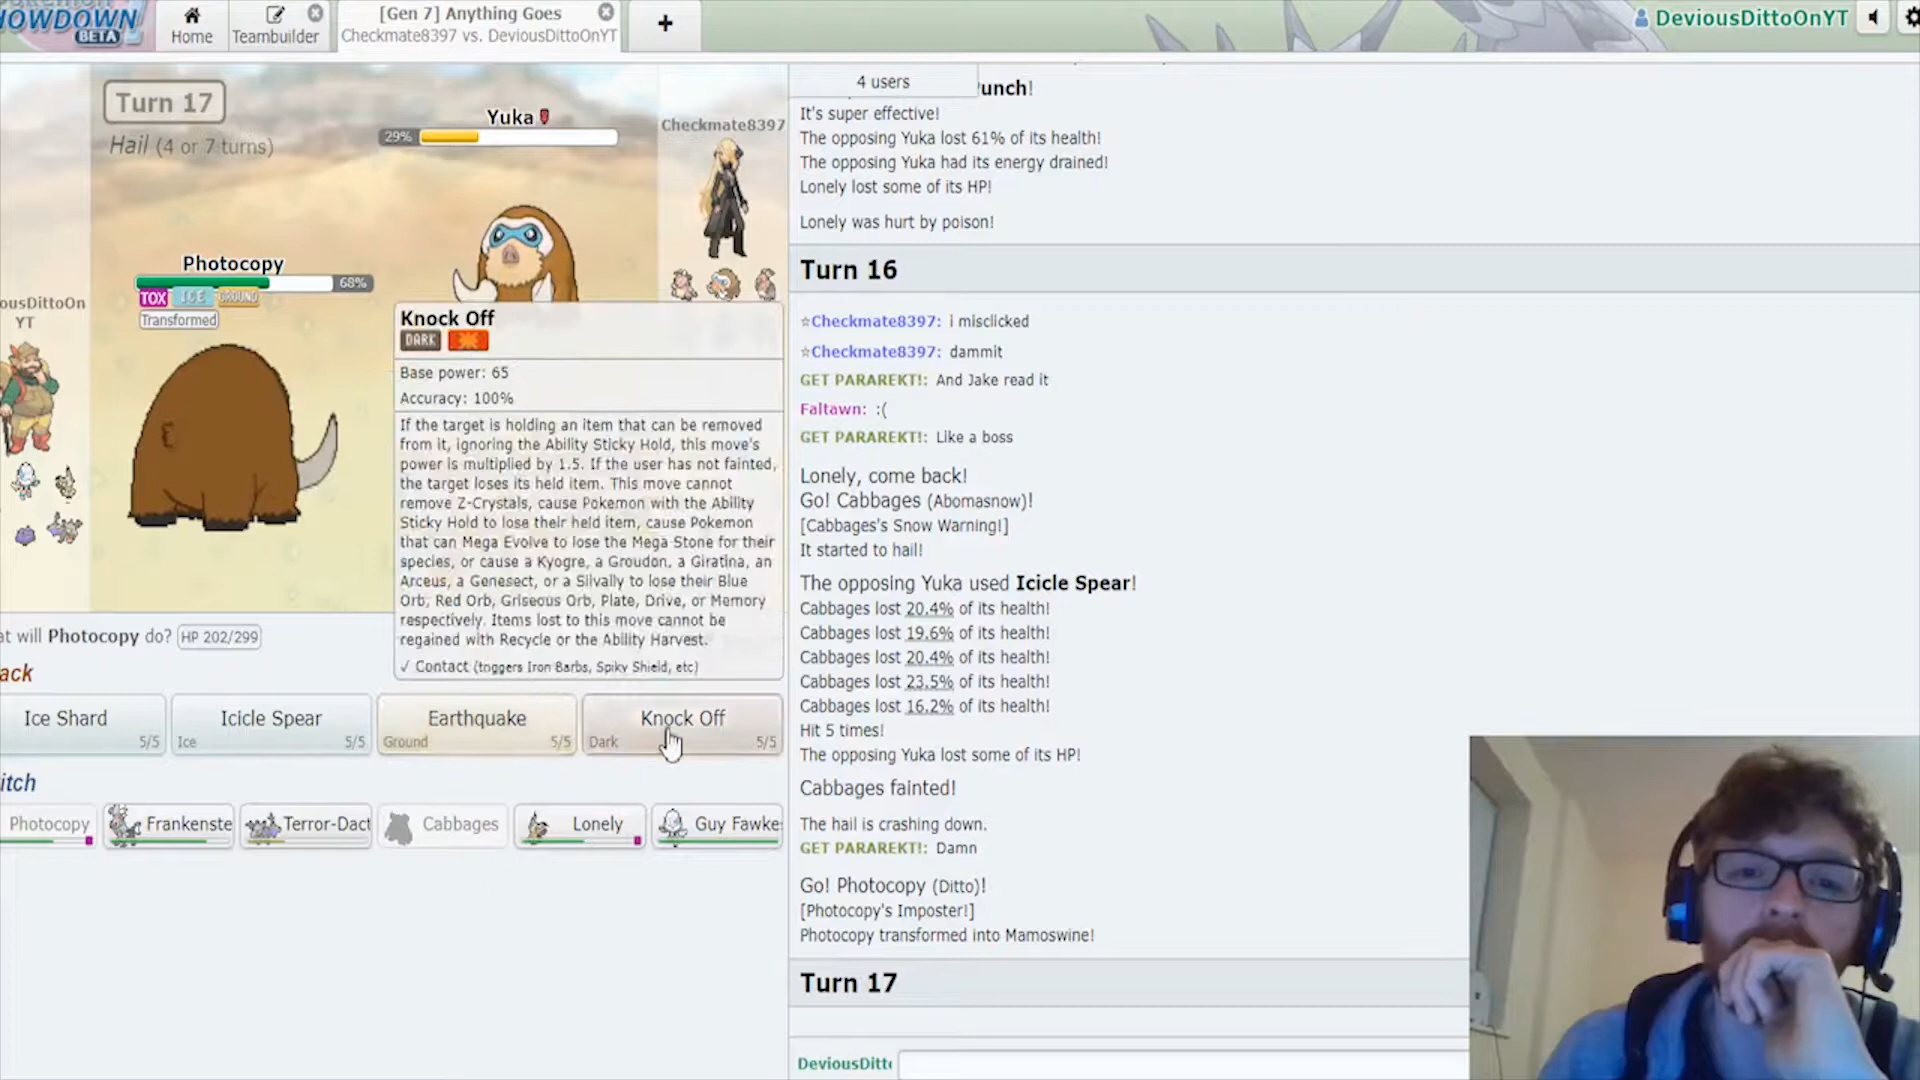 HOWDOWN
BETA
Home
Teambuilder
[Gen 7] Anything Goes
Checkmate8397 vs. DeviousDittoOnYT
+
DeviousDittoOnYT
Turn 17
Hail (4 or 7 turns)
Yuka
29%
Checkmate8397
Photocopy
68%
TOX ICE GROUND
Transformed
ousDittoOn
YT
Knock Off
DARK
Base power: 65
Accuracy: 100%
If the target is holding an item that can be removed
from it, ignoring the Ability Sticky Hold, this move's
power is multiplied by 1.5. If the user has not fainted,
the target loses its held item. This move cannot
remove Z-Crystals, cause Pokemon with the Ability
Sticky Hold to lose their held item, cause Pokemon
that can Mega Evolve to lose the Mega Stone for their
species, or cause a Kyogre, a Groudon, a Giratina, an
Arceus, a Genesect, or a Silvally to lose their Blue
Orb, Red Orb, Griseous Orb, Plate, Drive, or Memory
respectively. Items lost to this move cannot be
regained with Recycle or the Ability Harvest.
✓ Contact (triggers Iron Barbs, Spiky Shield, etc)
at will Photocopy do? HP 202/299
ack
Ice Shard
5/5
Icicle Spear
Ice 5/5
Earthquake
Ground 5/5
Knock Off
Dark 5/5
itch
Photocopy
Frankenste
Terror-Dact
Cabbages
Lonely
Guy Fawke
4 users
unch!
It's super effective!
The opposing Yuka lost 61% of its health!
The opposing Yuka had its energy drained!
Lonely lost some of its HP!
Lonely was hurt by poison!
Turn 16
☆Checkmate8397: i misclicked
☆Checkmate8397: dammit
GET PARAREKT!: And Jake read it
Faltawn: :(
GET PARAREKT!: Like a boss
Lonely, come back!
Go! Cabbages (Abomasnow)!
[Cabbages's Snow Warning!]
It started to hail!
The opposing Yuka used Icicle Spear!
Cabbages lost 20.4% of its health!
Cabbages lost 19.6% of its health!
Cabbages lost 20.4% of its health!
Cabbages lost 23.5% of its health!
Cabbages lost 16.2% of its health!
Hit 5 times!
The opposing Yuka lost some of its HP!
Cabbages fainted!
The hail is crashing down.
GET PARAREKT!: Damn
Go! Photocopy (Ditto)!
[Photocopy's Imposter!]
Photocopy transformed into Mamoswine!
Turn 17
DeviousDitt